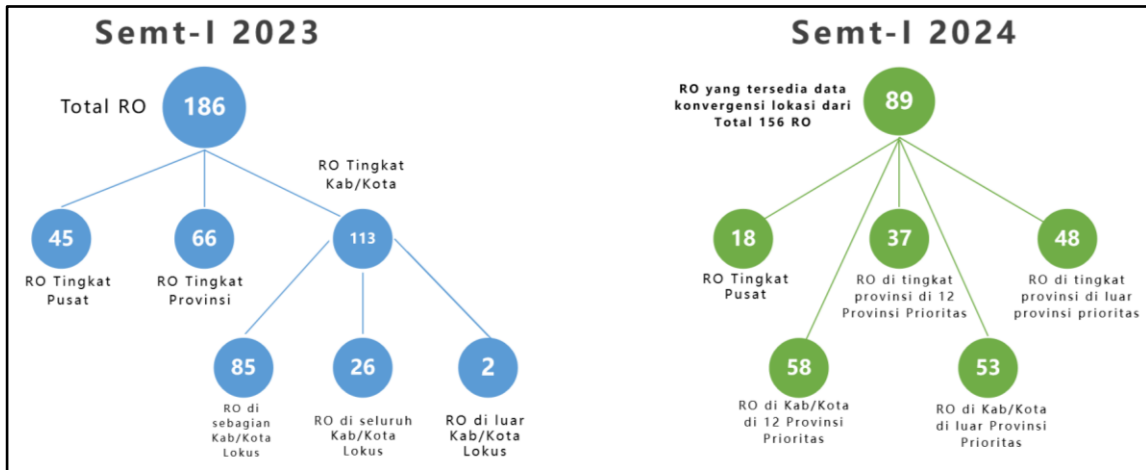 Semt-I 2023
Total RO
186
RO Tingkat
Kab/Kota
45
66
113
RO Tingkat
Pusat
RO Tingkat
Provinsi
85
26
2
RO di
sebagian
Kab/Kota
Lokus
RO di seluruh
Kab/Kota
Lokus
RO di luar
Kab/Kota
Lokus
Semt-I 2024
RO yang tersedia data
konvergensi lokasi dari
Total 156 RO
89
18
37
48
RO Tingkat
Pusat
RO di tingkat
provinsi di 12
Provinsi Prioritas
RO di tingkat
provinsi di luar
provinsi prioritas
58
53
RO di Kab/Kota
di 12 Provinsi
Prioritas
RO di Kab/Kota
di luar Provinsi
Prioritas